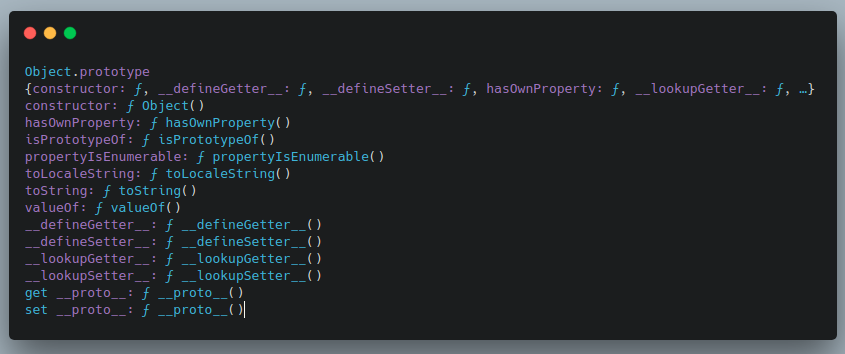 Object.prototype
{constructor: ƒ, __defineGetter__: ƒ, __defineSetter__: ƒ, hasOwnProperty: ƒ, __lookupGetter__: ƒ, …}
constructor: ƒ Object()
hasOwnProperty: ƒ hasOwnProperty()
isPrototypeOf: ƒ isPrototypeOf()
propertyIsEnumerable: ƒ propertyIsEnumerable()
toLocaleString: ƒ toLocaleString()
toString: ƒ toString()
valueOf: ƒ valueOf()
__defineGetter__: ƒ __defineGetter__()
__defineSetter__: ƒ __defineSetter__()
__lookupGetter__: ƒ __lookupGetter__()
__lookupSetter__: ƒ __lookupSetter__()
get __proto__: ƒ __proto__()
set __proto__: ƒ __proto__()